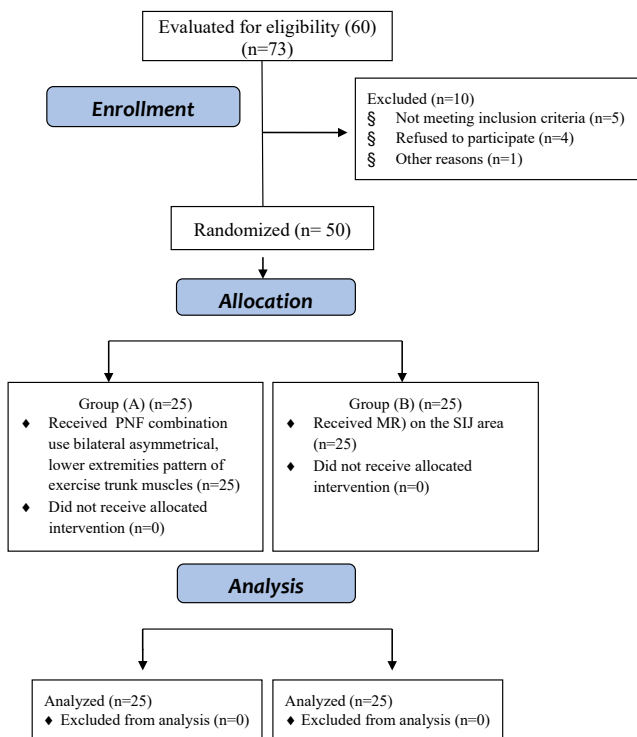 Evaluated for eligibility (60)
(n=73)
Enrollment
Excluded (n=10)
§ Not meeting inclusion criteria (n=5)
§ Refused to participate (n=4)
§ Other reasons (n=1)
Randomized (n= 50)
Allocation
Group (A) (n=25)
♦ Received PNF combination
use bilateral asymmetrical,
lower extremities pattern of
exercise trunk muscles (n=25)
♦ Did not receive allocated
intervention (n=0)
Group (B) (n=25)
♦ Received MR) on the SIJ area
(n=25)
♦ Did not receive allocated
intervention (n=0)
Analysis
Analyzed (n=25)
♦ Excluded from analysis (n=0)
Analyzed (n=25)
♦ Excluded from analysis (n=0)